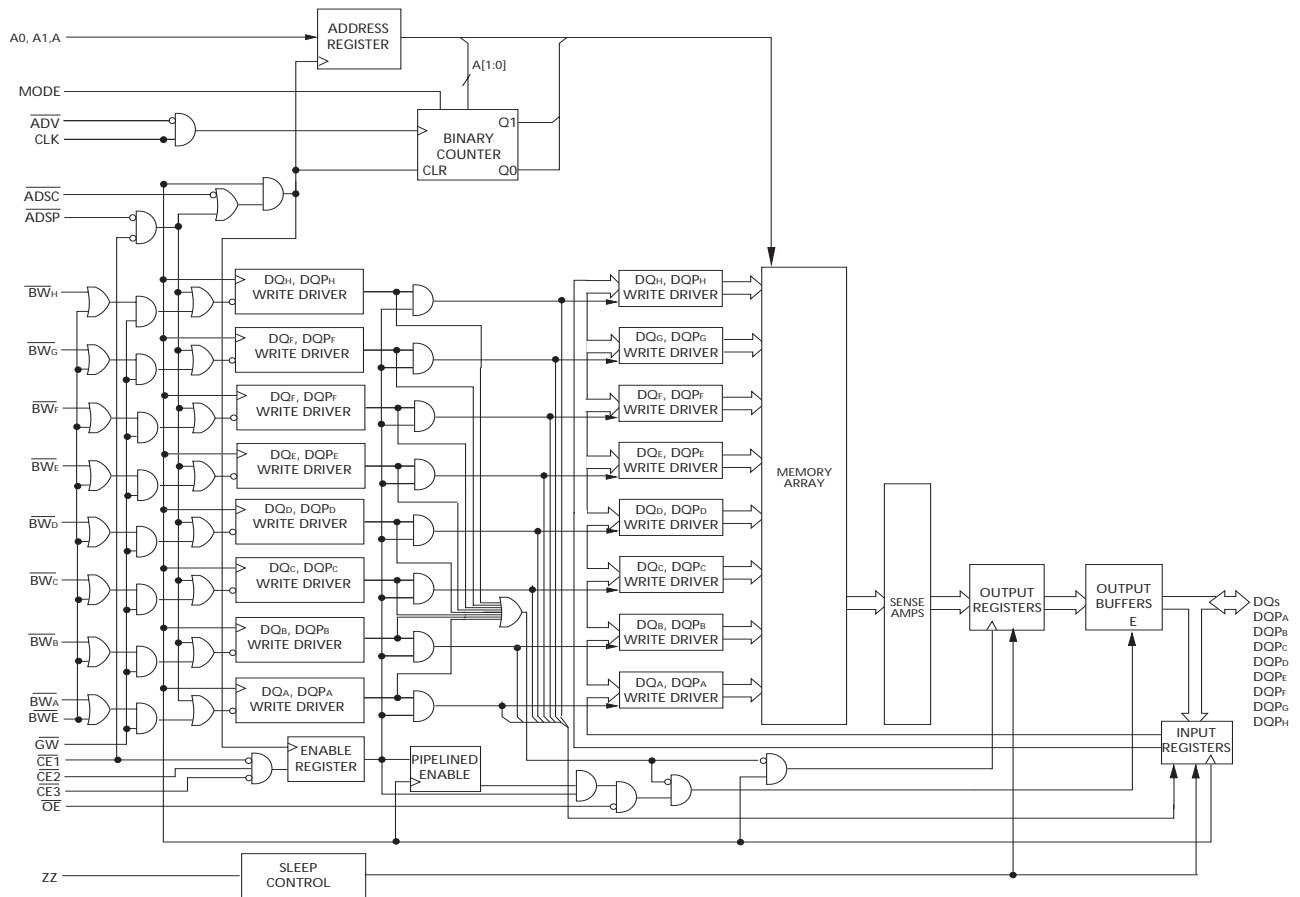 A0, A1,A
ADDRESS
REGISTER
A[1:0]
MODE
ADV
CLK
Q1
BINARY
COUNTER
CLR
Q0
ADSC
ADSP
BWH
DQH, DQPH
WRITE DRIVER
DQH, DQPH
WRITE DRIVER
BWG
DQF, DQPF
WRITE DRIVER
DQG, DQPG
WRITE DRIVER
BWF
DQF, DQPF
WRITE DRIVER
DQF, DQPF
WRITE DRIVER
BWE
DQE, DQPE
WRITE DRIVER
DQE, DQPE
WRITE DRIVER
MEMORY
ARRAY
BWD
DQD, DQPD
WRITE DRIVER
DQD, DQPD
WRITE DRIVER
BWC
DQC, DQPC
WRITE DRIVER
DQC, DQPC
WRITE DRIVER
SENSE
AMPS
OUTPUT
REGISTERS
OUTPUT
BUFFERS
E
DQs
DQPA
DQPB
DQPC
DQPD
DQPE
DQPF
DQPG
DQPH
BWB
DQB, DQPB
WRITE DRIVER
DQB, DQPB
WRITE DRIVER
BWA
BWE
DQA, DQPA
WRITE DRIVER
DQA, DQPA
WRITE DRIVER
GW
CE1
CE2
CE3
OE
ENABLE
REGISTER
PIPELINED
ENABLE
INPUT
REGISTERS
ZZ
SLEEP
CONTROL